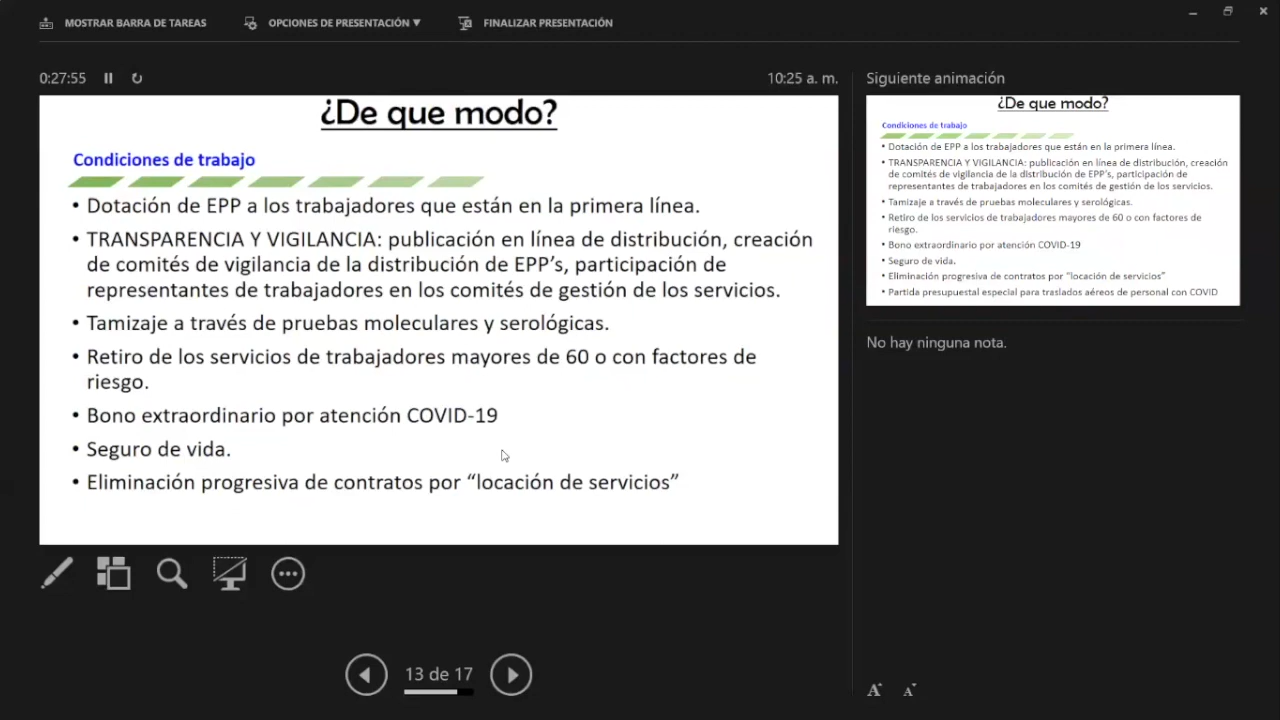 MOSTRAR BARRA DE TAREAS
OPCIONES DE PRESENTACIÓN ▼
FINALIZAR PRESENTACIÓN
0:27:55
10:25 a. m.
¿De que modo?
Condiciones de trabajo
• Dotación de EPP a los trabajadores que están en la primera línea.
• TRANSPARENCIA Y VIGILANCIA: publicación en línea de distribución, creación
de comités de vigilancia de la distribución de EPP’s, participación de
representantes de trabajadores en los comités de gestión de los servicios.
• Tamizaje a través de pruebas moleculares y serológicas.
• Retiro de los servicios de trabajadores mayores de 60 o con factores de
riesgo.
• Bono extraordinario por atención COVID-19
• Seguro de vida.
• Eliminación progresiva de contratos por “locación de servicios”
13 de 17
Siguiente animación
¿De que modo?
Condiciones de trabajo
• Dotación de EPP a los trabajadores que están en la primera línea.
• TRANSPARENCIA Y VIGILANCIA: publicación en línea de distribución, creación
de comités de vigilancia de la distribución de EPP’s, participación de
representantes de trabajadores en los comités de gestión de los servicios.
• Tamizaje a través de pruebas moleculares y serológicas.
• Retiro de los servicios de trabajadores mayores de 60 o con factores de
riesgo.
• Bono extraordinario por atención COVID-19
• Seguro de vida.
• Eliminación progresiva de contratos por “locación de servicios”
• Partida presupuestal especial para traslados aéreos de personal con COVID
No hay ninguna nota.
A A